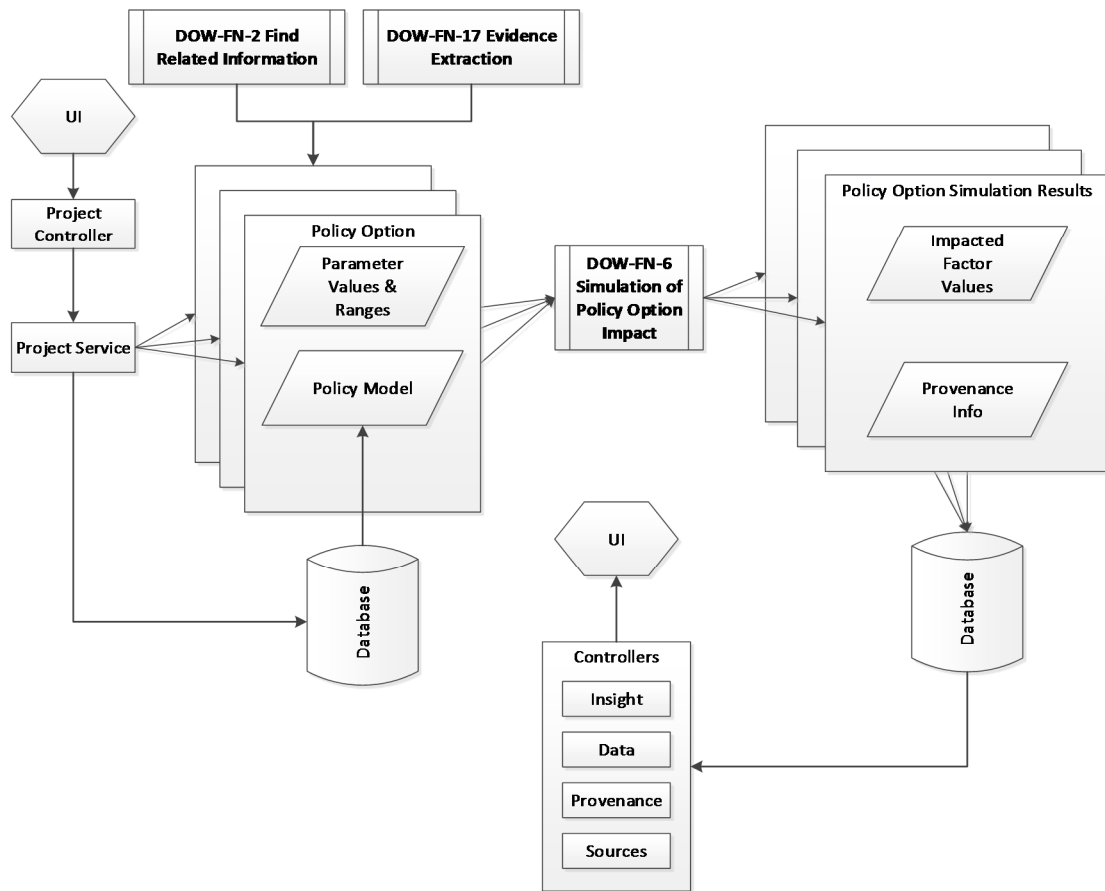 DOW-FN-2 Find
Related Information
DOW-FN-17 Evidence
Extraction
UI
Project
Controller
Project Service
Policy Option
Parameter
Values &
Ranges
Policy Model
Database
DOW-FN-6
Simulation of
Policy Option
Impact
Policy Option Simulation Results
Impacted
Factor
Values
Provenance
Info
Database
UI
Controllers
Insight
Data
Provenance
Sources